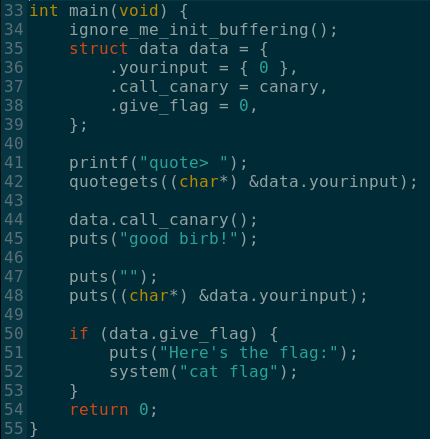 33 int main(void) {
34     ignore_me_init_buffering();
35     struct data data = {
36         .yourinput = { 0 },
37         .call_canary = canary,
38         .give_flag = 0,
39     };
40
41     printf("quote> ");
42     quotegets((char*) &data.yourinput);
43
44     data.call_canary();
45     puts("good birb!");
46
47     puts("");
48     puts((char*) &data.yourinput);
49
50     if (data.give_flag) {
51         puts("Here's the flag:");
52         system("cat flag");
53     }
54     return 0;
55 }